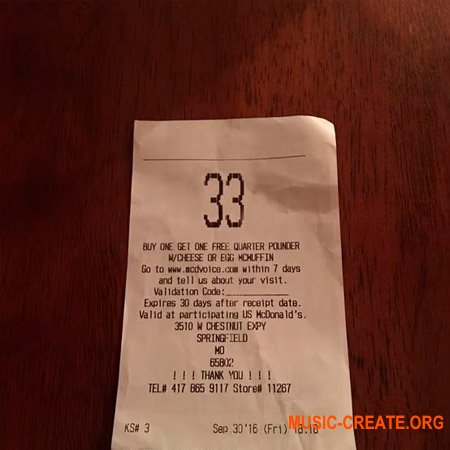 33
BUY ONE GET ONE FREE QUARTER POUNDER
W/CHEESE OR EGG MCMUFFIN
Go to www.mcdvoice.com within 7 days
and tell us about your visit.
Validation Code:____________
Expires 30 days after receipt date.
Valid at participating US McDonald's.
3510 W CHESTNUT EXPY
SPRINGFIELD
MO
65802
! ! ! THANK YOU ! ! !
TEL# 417 865 9117 Store# 11267
KS# 3 Sep 30'16 (Fri)
MUSIC-CREATE.ORG